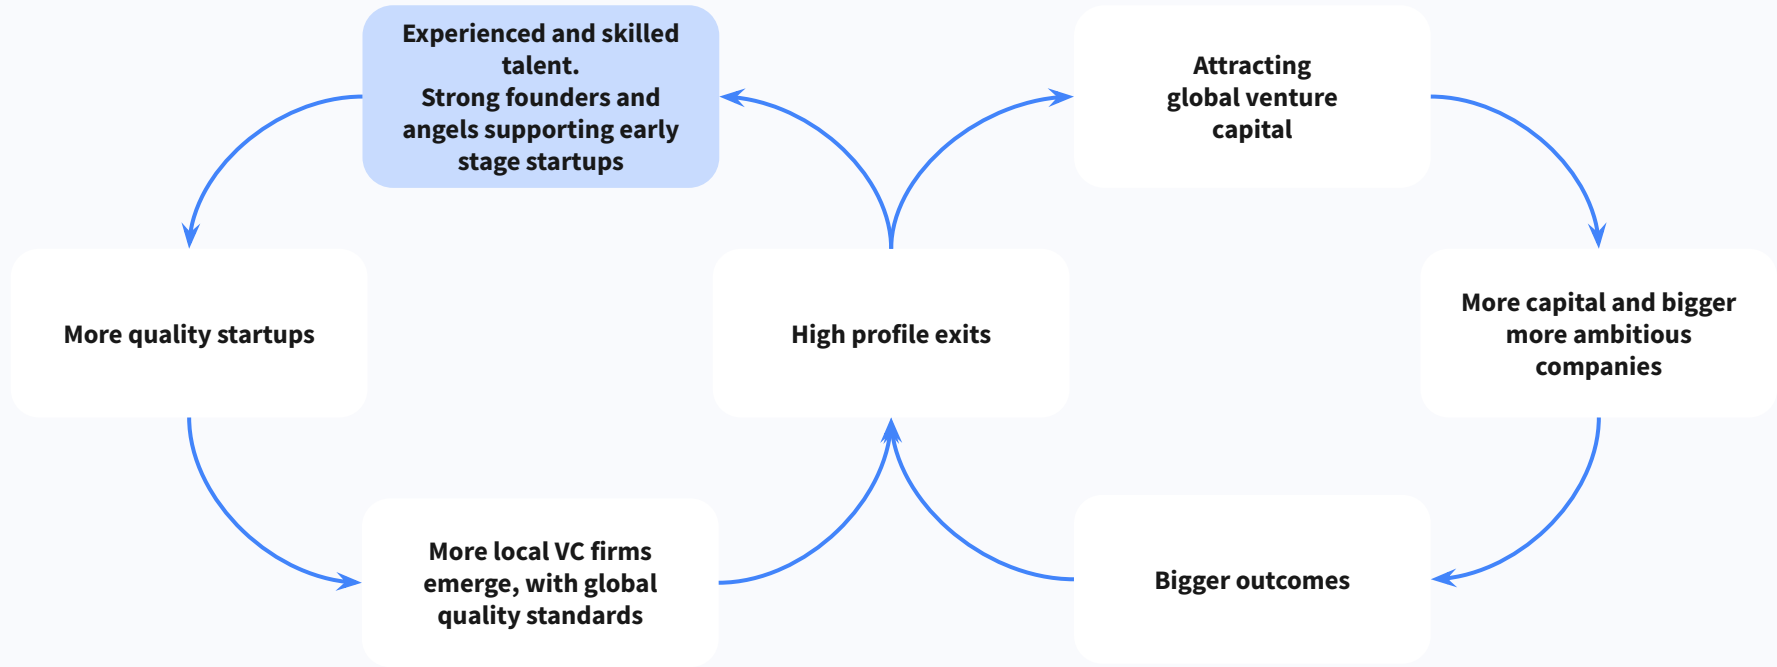 Experienced and skilled
talent.
Strong founders and
angels supporting early
stage startups
Attracting
global venture
capital
More quality startups
High profile exits
More capital and bigger
more ambitious
companies
More local VC firms
emerge, with global
quality standards
Bigger outcomes